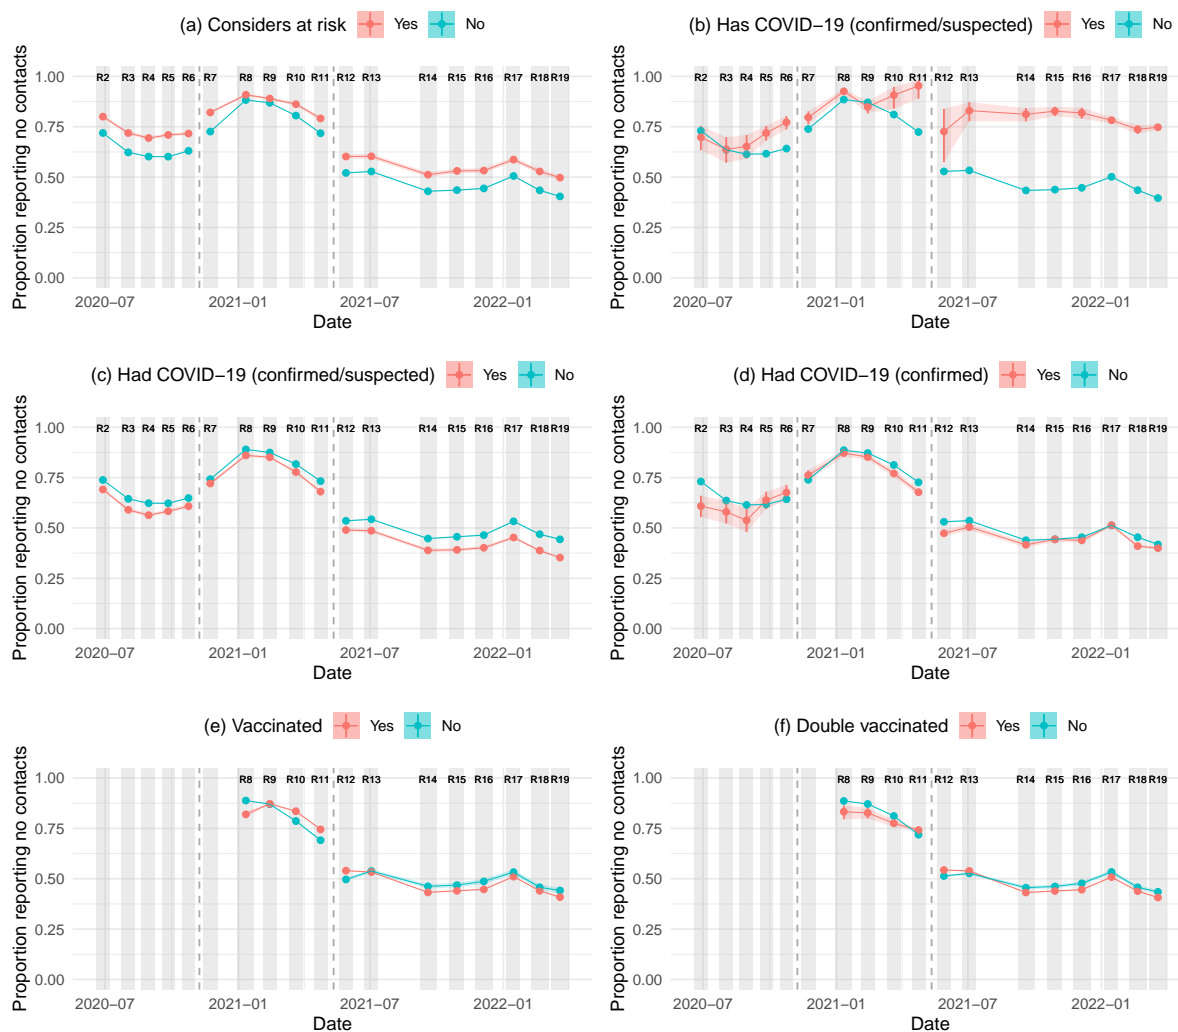 (a) Considers at risk Yes No
Proportion reporting no contacts
1.00
0.75
0.50
0.25
0.00
R2 R3 R4 R5 R6 R7 R8 R9 R10 R11 R12 R13 R14 R15 R16 R17 R18 R19
2020−07 2021−01 2021−07 2022−01
Date
(b) Has COVID−19 (confirmed/suspected) Yes No
Proportion reporting no contacts
1.00
0.75
0.50
0.25
0.00
R2 R3 R4 R5 R6 R7 R8 R9 R10 R11 R12 R13 R14 R15 R16 R17 R18 R19
2020−07 2021−01 2021−07 2022−01
Date
(c) Had COVID−19 (confirmed/suspected) Yes No
Proportion reporting no contacts
1.00
0.75
0.50
0.25
0.00
R2 R3 R4 R5 R6 R7 R8 R9 R10 R11 R12 R13 R14 R15 R16 R17 R18 R19
2020−07 2021−01 2021−07 2022−01
Date
(d) Had COVID−19 (confirmed) Yes No
Proportion reporting no contacts
1.00
0.75
0.50
0.25
0.00
R2 R3 R4 R5 R6 R7 R8 R9 R10 R11 R12 R13 R14 R15 R16 R17 R18 R19
2020−07 2021−01 2021−07 2022−01
Date
(e) Vaccinated Yes No
Proportion reporting no contacts
1.00
0.75
0.50
0.25
0.00
R8 R9 R10 R11 R12 R13 R14 R15 R16 R17 R18 R19
2020−07 2021−01 2021−07 2022−01
Date
(f) Double vaccinated Yes No
Proportion reporting no contacts
1.00
0.75
0.50
0.25
0.00
R8 R9 R10 R11 R12 R13 R14 R15 R16 R17 R18 R19
2020−07 2021−01 2021−07 2022−01
Date